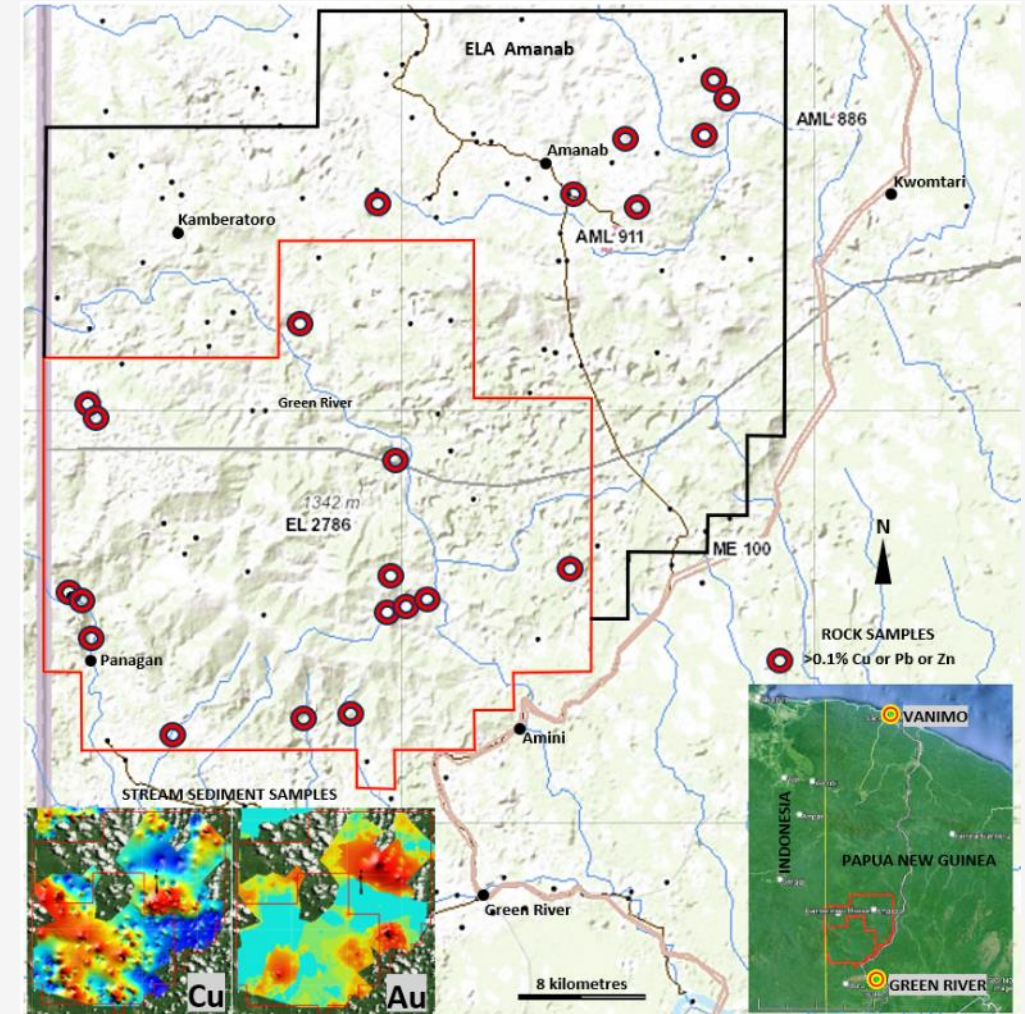 ELA Amanab
AML 886
Amanab
Kwomtari
Kamberatoro
AML 911
Green River
1342 m
EL 2786
ME 100
N
ROCK SAMPLES
>0.1% Cu or Pb or Zn
Panagan
Amini
STREAM SEDIMENT SAMPLES
Cu
Au
Green River
8 kilometres
VANIMO
INDONESIA
PAPUA NEW GUINEA
GREEN RIVER